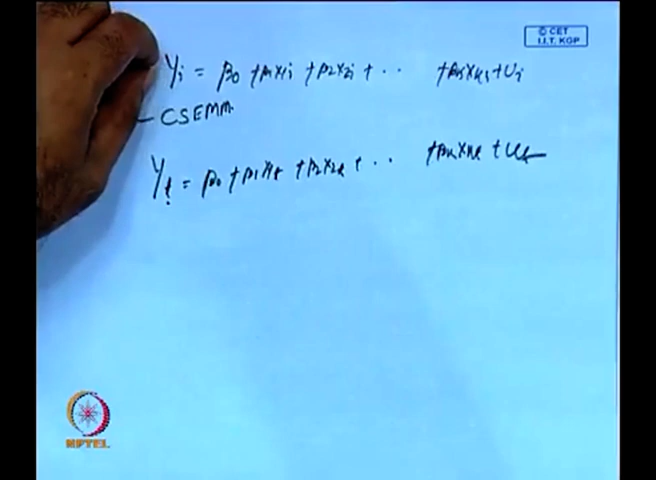 © CET
I.I.T. KGP
Yi = β0 + β1x1i + β2x2i + ·· + βkxki + Ui
– CSEMM
Yt = β0 + β1x1t + β2x2t + ·· + βkxkt + Ut
NPTEL